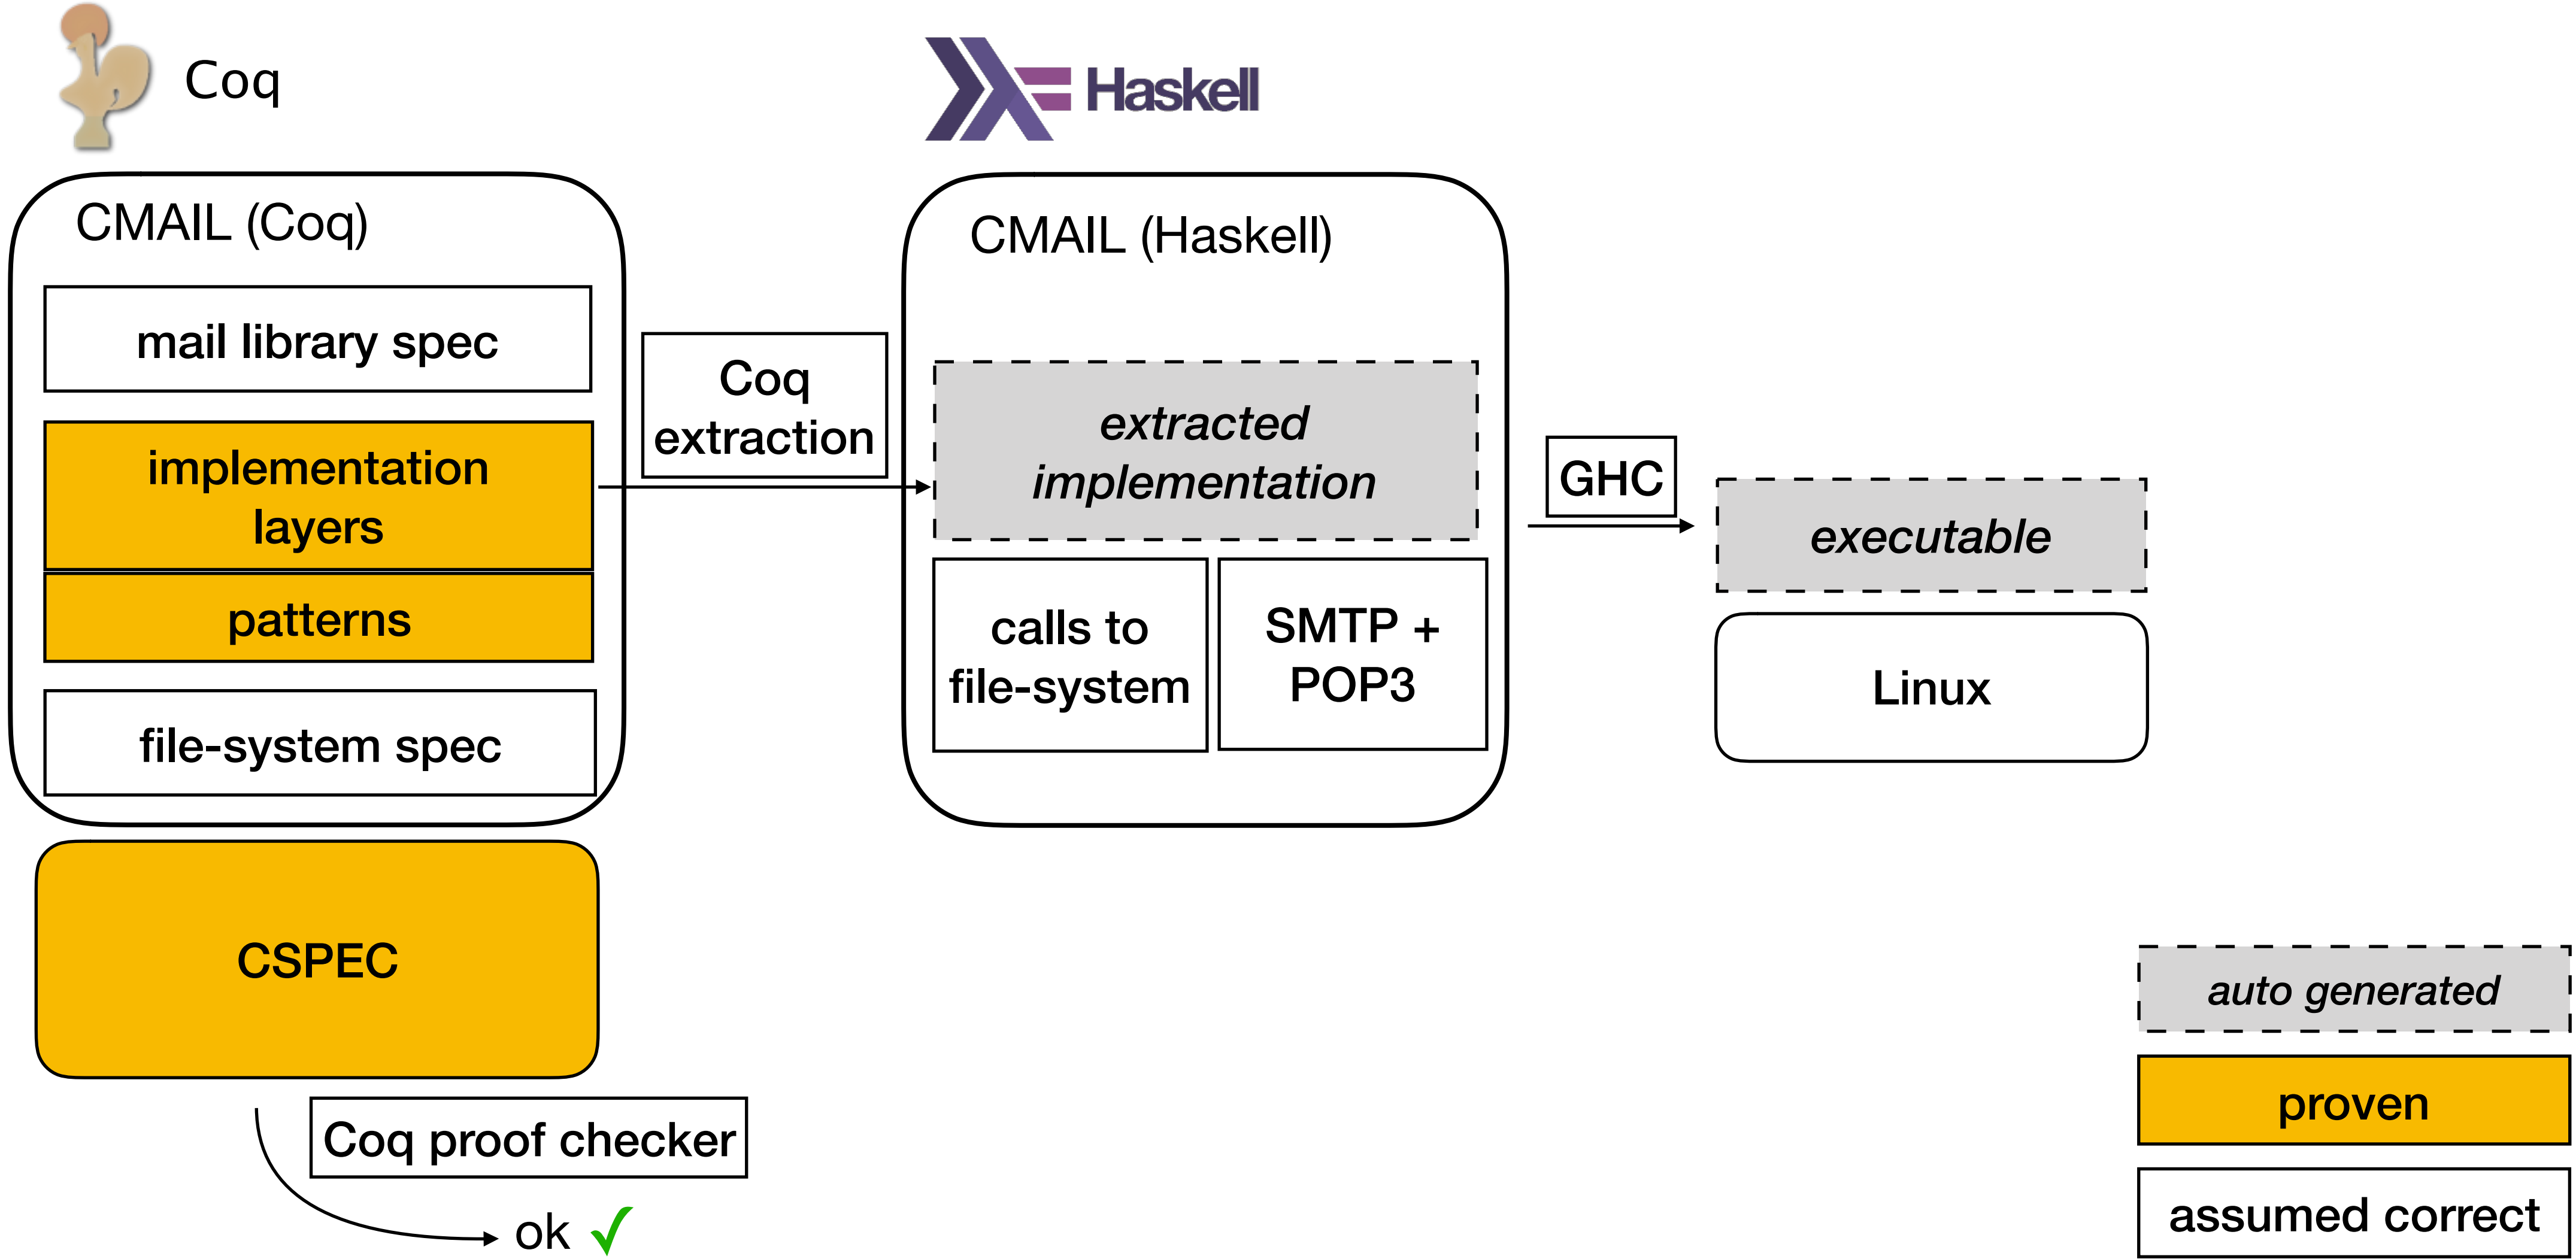 Coq
Haskell
CMAIL (Coq)
mail library spec
implementation
layers
patterns
file-system spec
CSPEC
Coq proof checker
ok ✓
Coq
extraction
CMAIL (Haskell)
extracted
implementation
calls to
file-system
SMTP +
POP3
GHC
executable
Linux
auto generated
proven
assumed correct